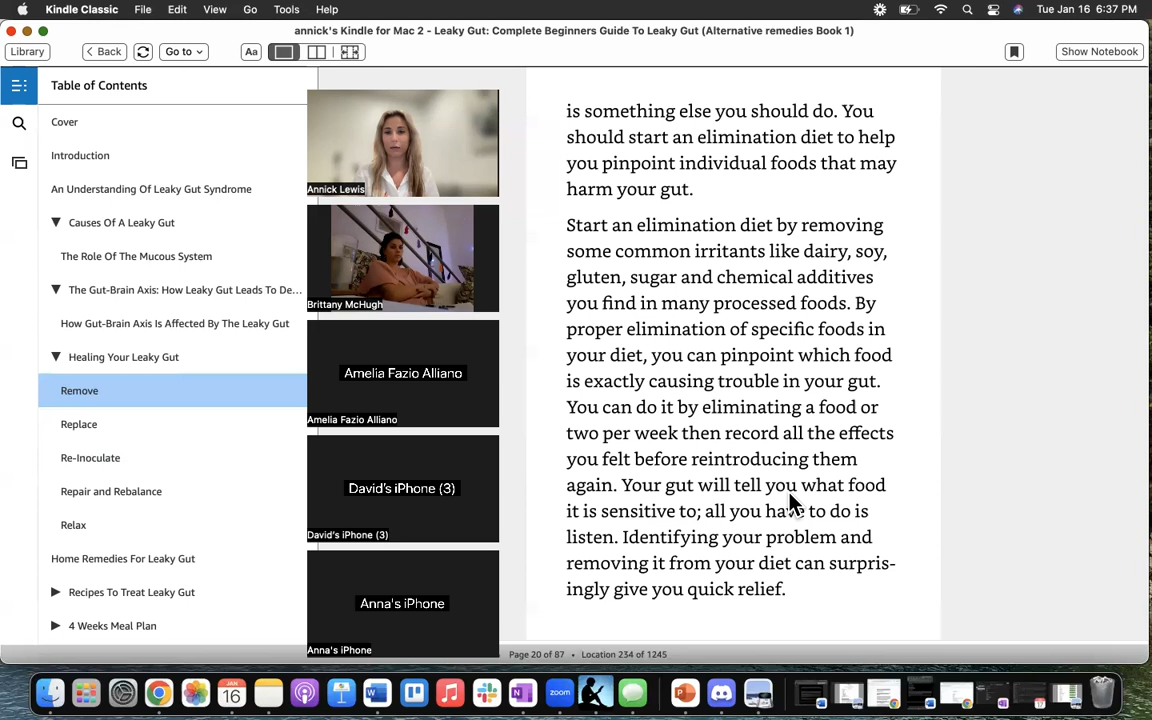 Kindle Classic File Edit View Go Tools Help Tue Jan 16 6:37 PM
annick's Kindle for Mac 2 - Leaky Gut: Complete Beginners Guide To Leaky Gut (Alternative remedies Book 1)
Library < Back Go to Aa Show Notebook
Table of Contents
Cover
Introduction
An Understanding Of Leaky Gut Syndrome
Causes Of A Leaky Gut
The Role Of The Mucous System
The Gut-Brain Axis: How Leaky Gut Leads To De...
How Gut-Brain Axis Is Affected By The Leaky Gut
Healing Your Leaky Gut
Remove
Replace
Re-Inoculate
Repair and Rebalance
Relax
Home Remedies For Leaky Gut
Recipes To Treat Leaky Gut
4 Weeks Meal Plan
Annick Lewis
Brittany McHugh
Amelia Fazio Alliano
Amelia Fazio Alliano
David's iPhone (3)
David's iPhone (3)
Anna's iPhone
Anna's iPhone
is something else you should do. You
should start an elimination diet to help
you pinpoint individual foods that may
harm your gut.
Start an elimination diet by removing
some common irritants like dairy, soy,
gluten, sugar and chemical additives
you find in many processed foods. By
proper elimination of specific foods in
your diet, you can pinpoint which food
is exactly causing trouble in your gut.
You can do it by eliminating a food or
two per week then record all the effects
you felt before reintroducing them
again. Your gut will tell you what food
it is sensitive to; all you have to do is
listen. Identifying your problem and
removing it from your diet can surpris-
ingly give you quick relief.
Page 20 of 87 • Location 234 of 1245
JAN
16
zoom